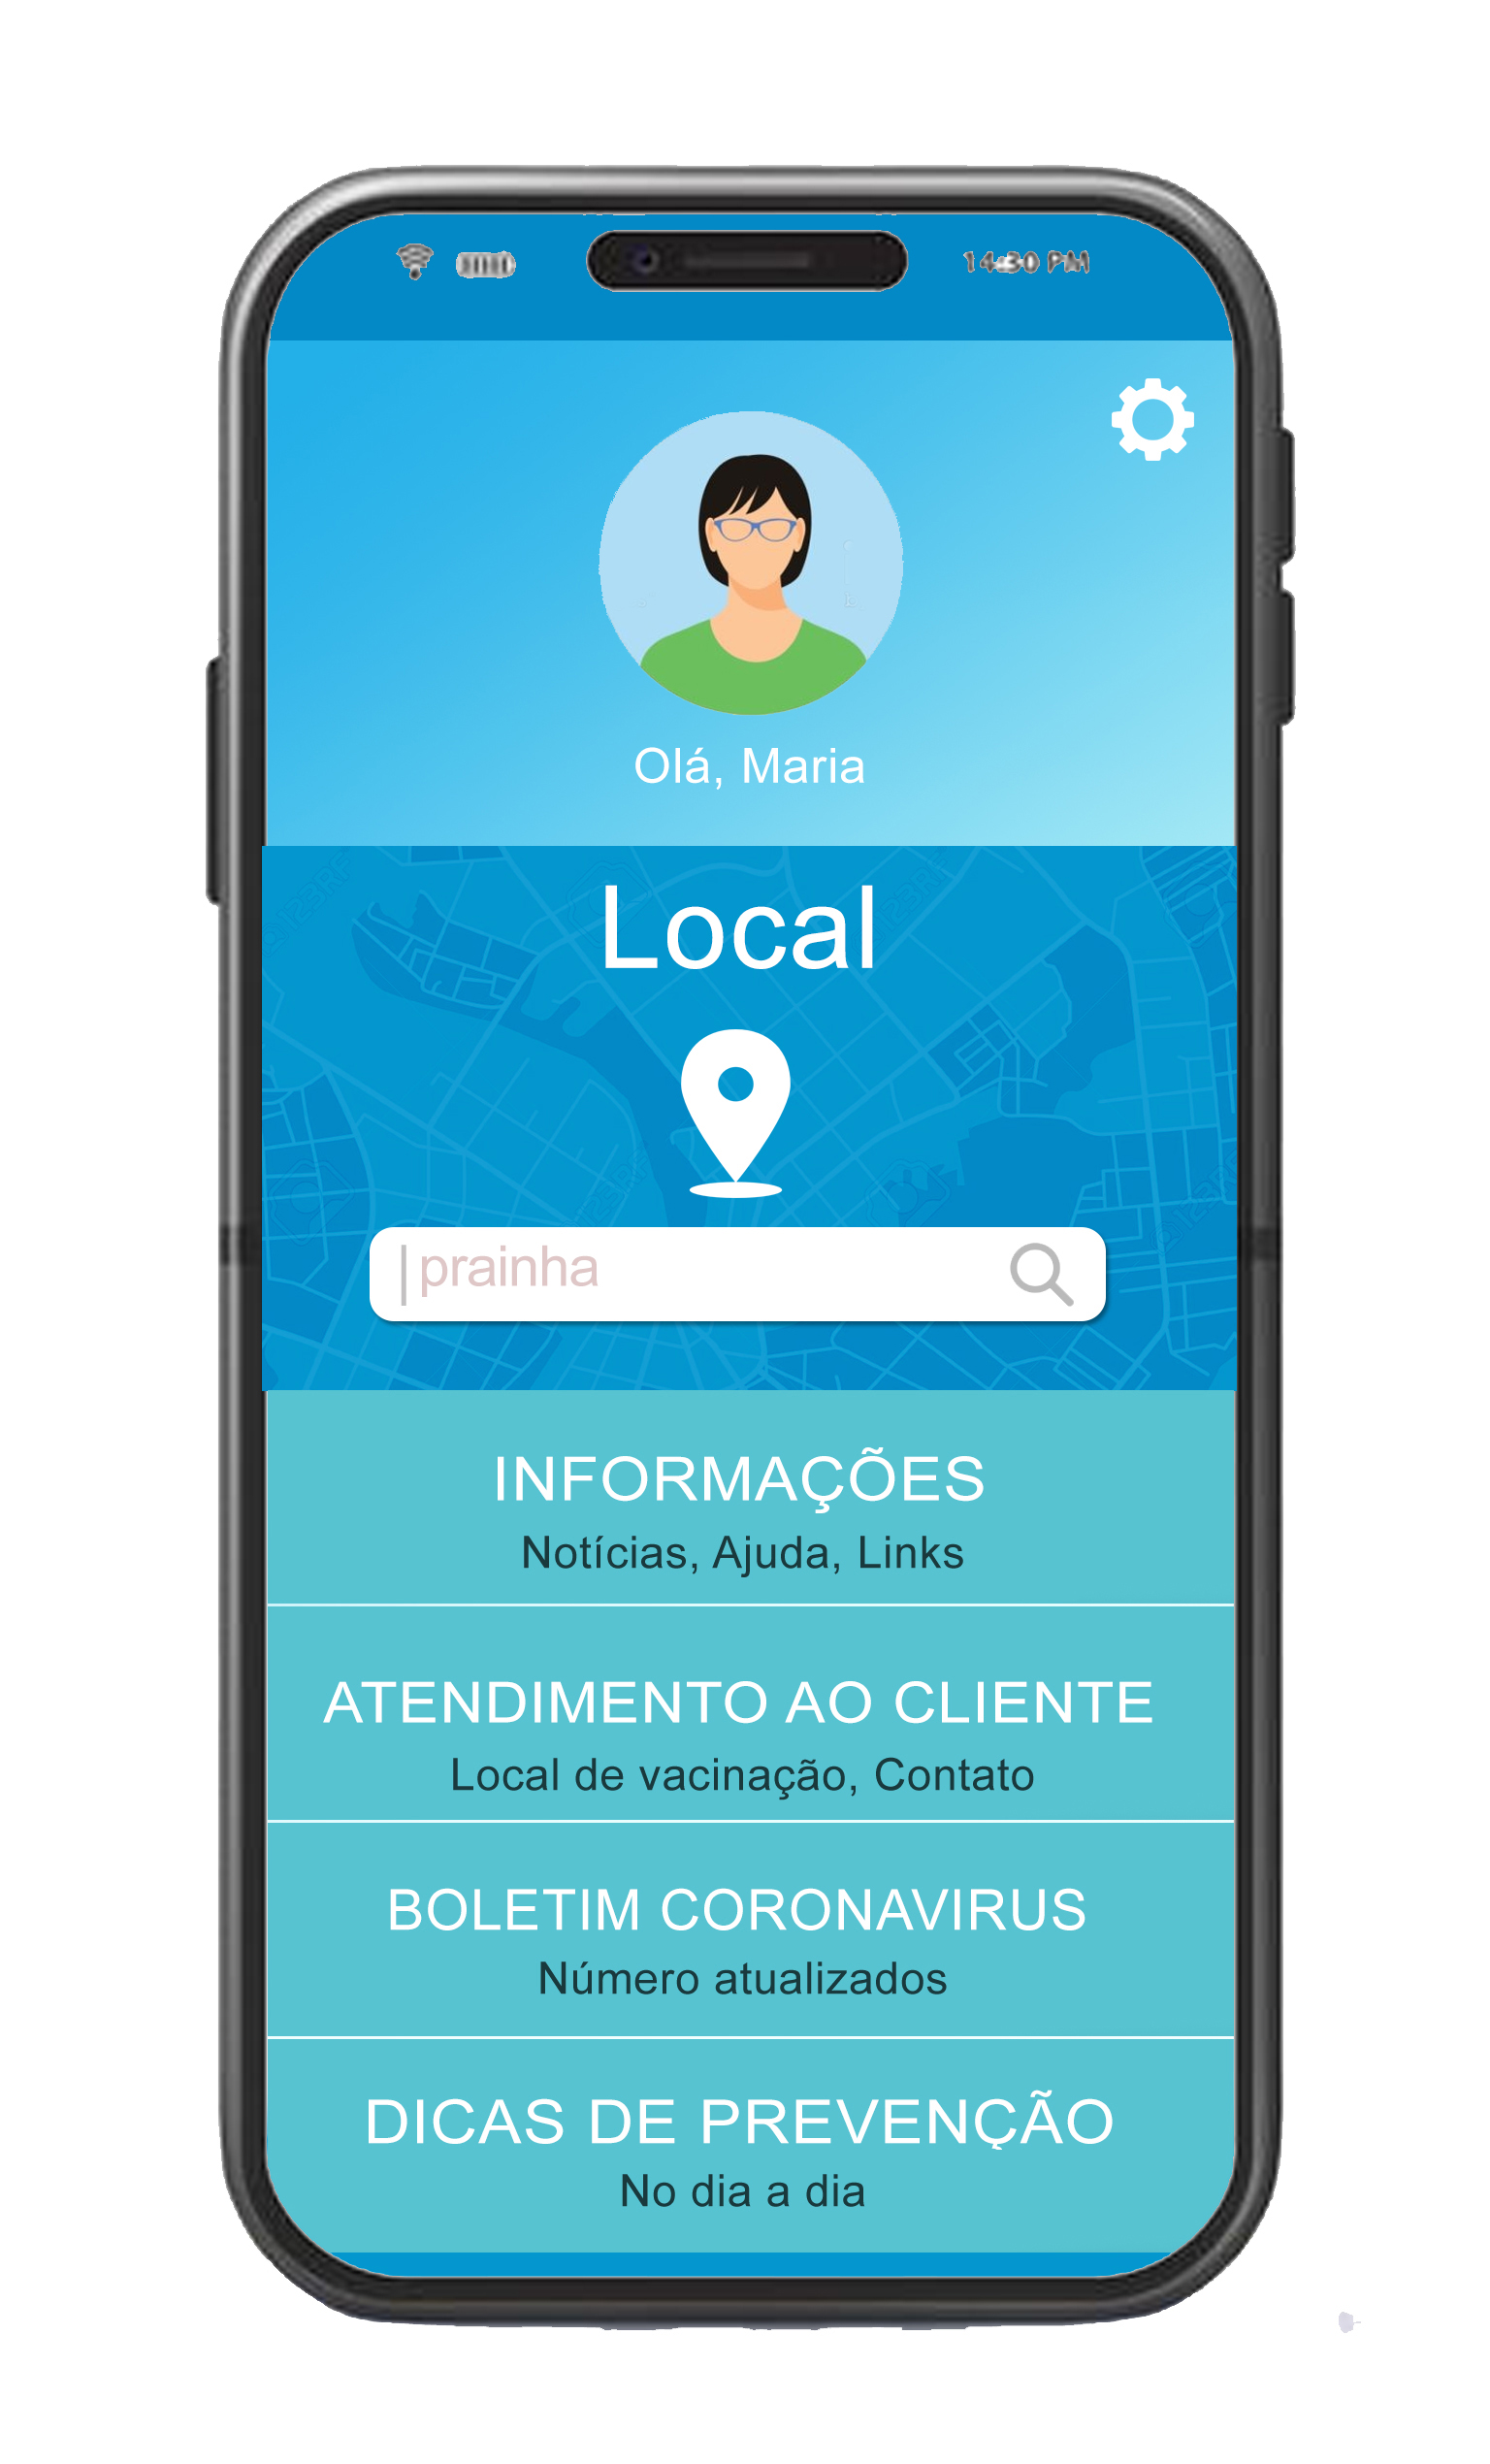 14:30 PM
Olá, Maria
Local
prainha
INFORMAÇÕES
Notícias, Ajuda, Links
ATENDIMENTO AO CLIENTE
Local de vacinação, Contato
BOLETIM CORONAVIRUS
Número atualizados
DICAS DE PREVENÇÃO
No dia a dia